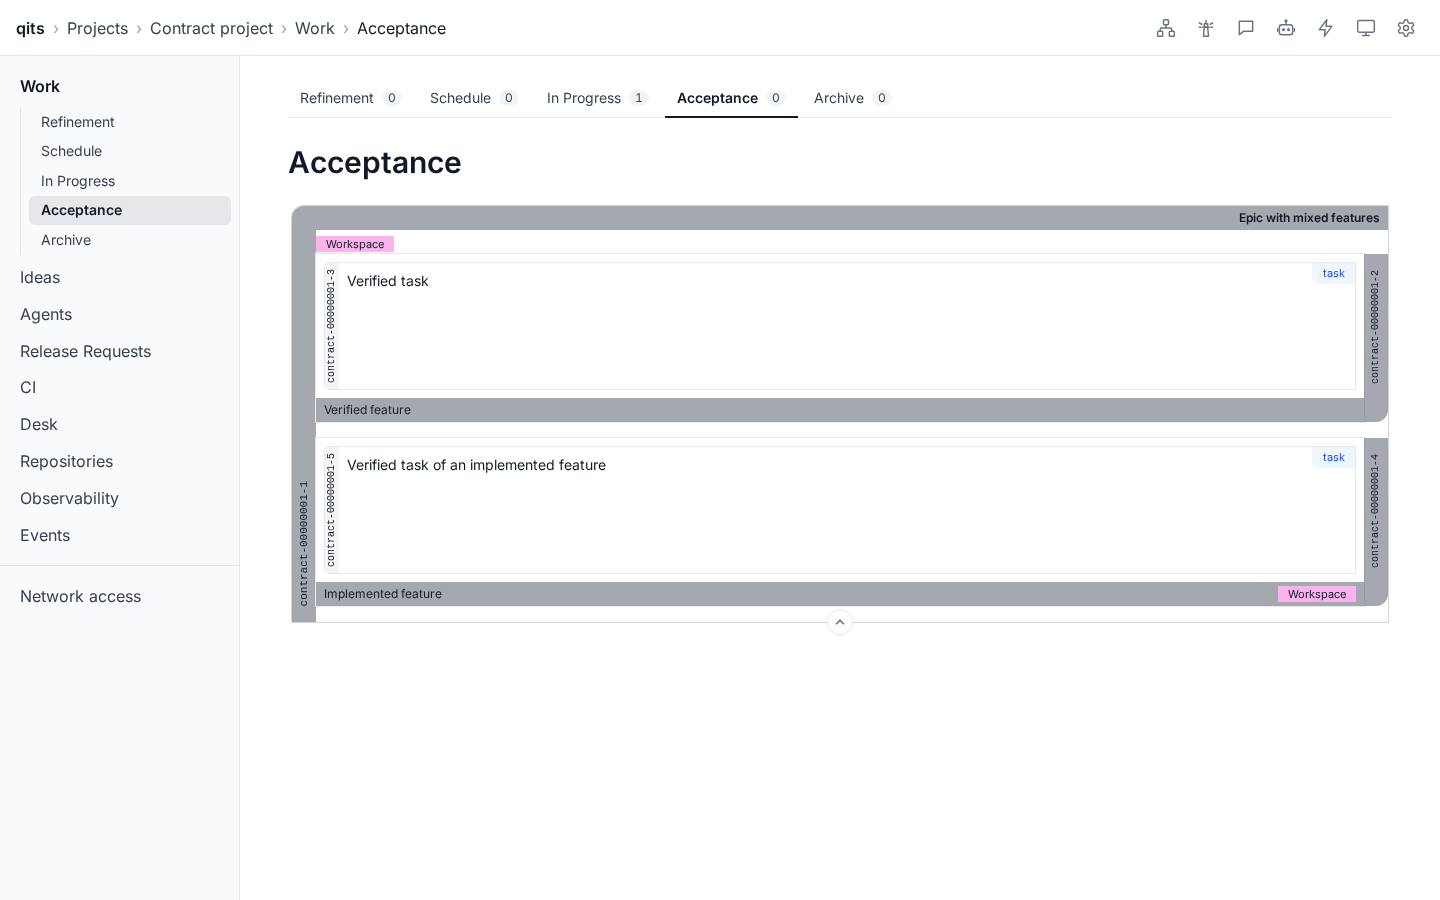 qits › Projects › Contract project › Work › Acceptance
Work
Refinement
Schedule
In Progress
Acceptance
Archive
Ideas
Agents
Release Requests
CI
Desk
Repositories
Observability
Events
Network access
Refinement 0 Schedule 0 In Progress 1 Acceptance 0 Archive 0
Acceptance
Epic with mixed features
contract-00000001-1
Workspace
contract-00000001-3
Verified task
task
contract-00000001-2
Verified feature
contract-00000001-5
Verified task of an implemented feature
task
contract-00000001-4
Implemented feature
Workspace